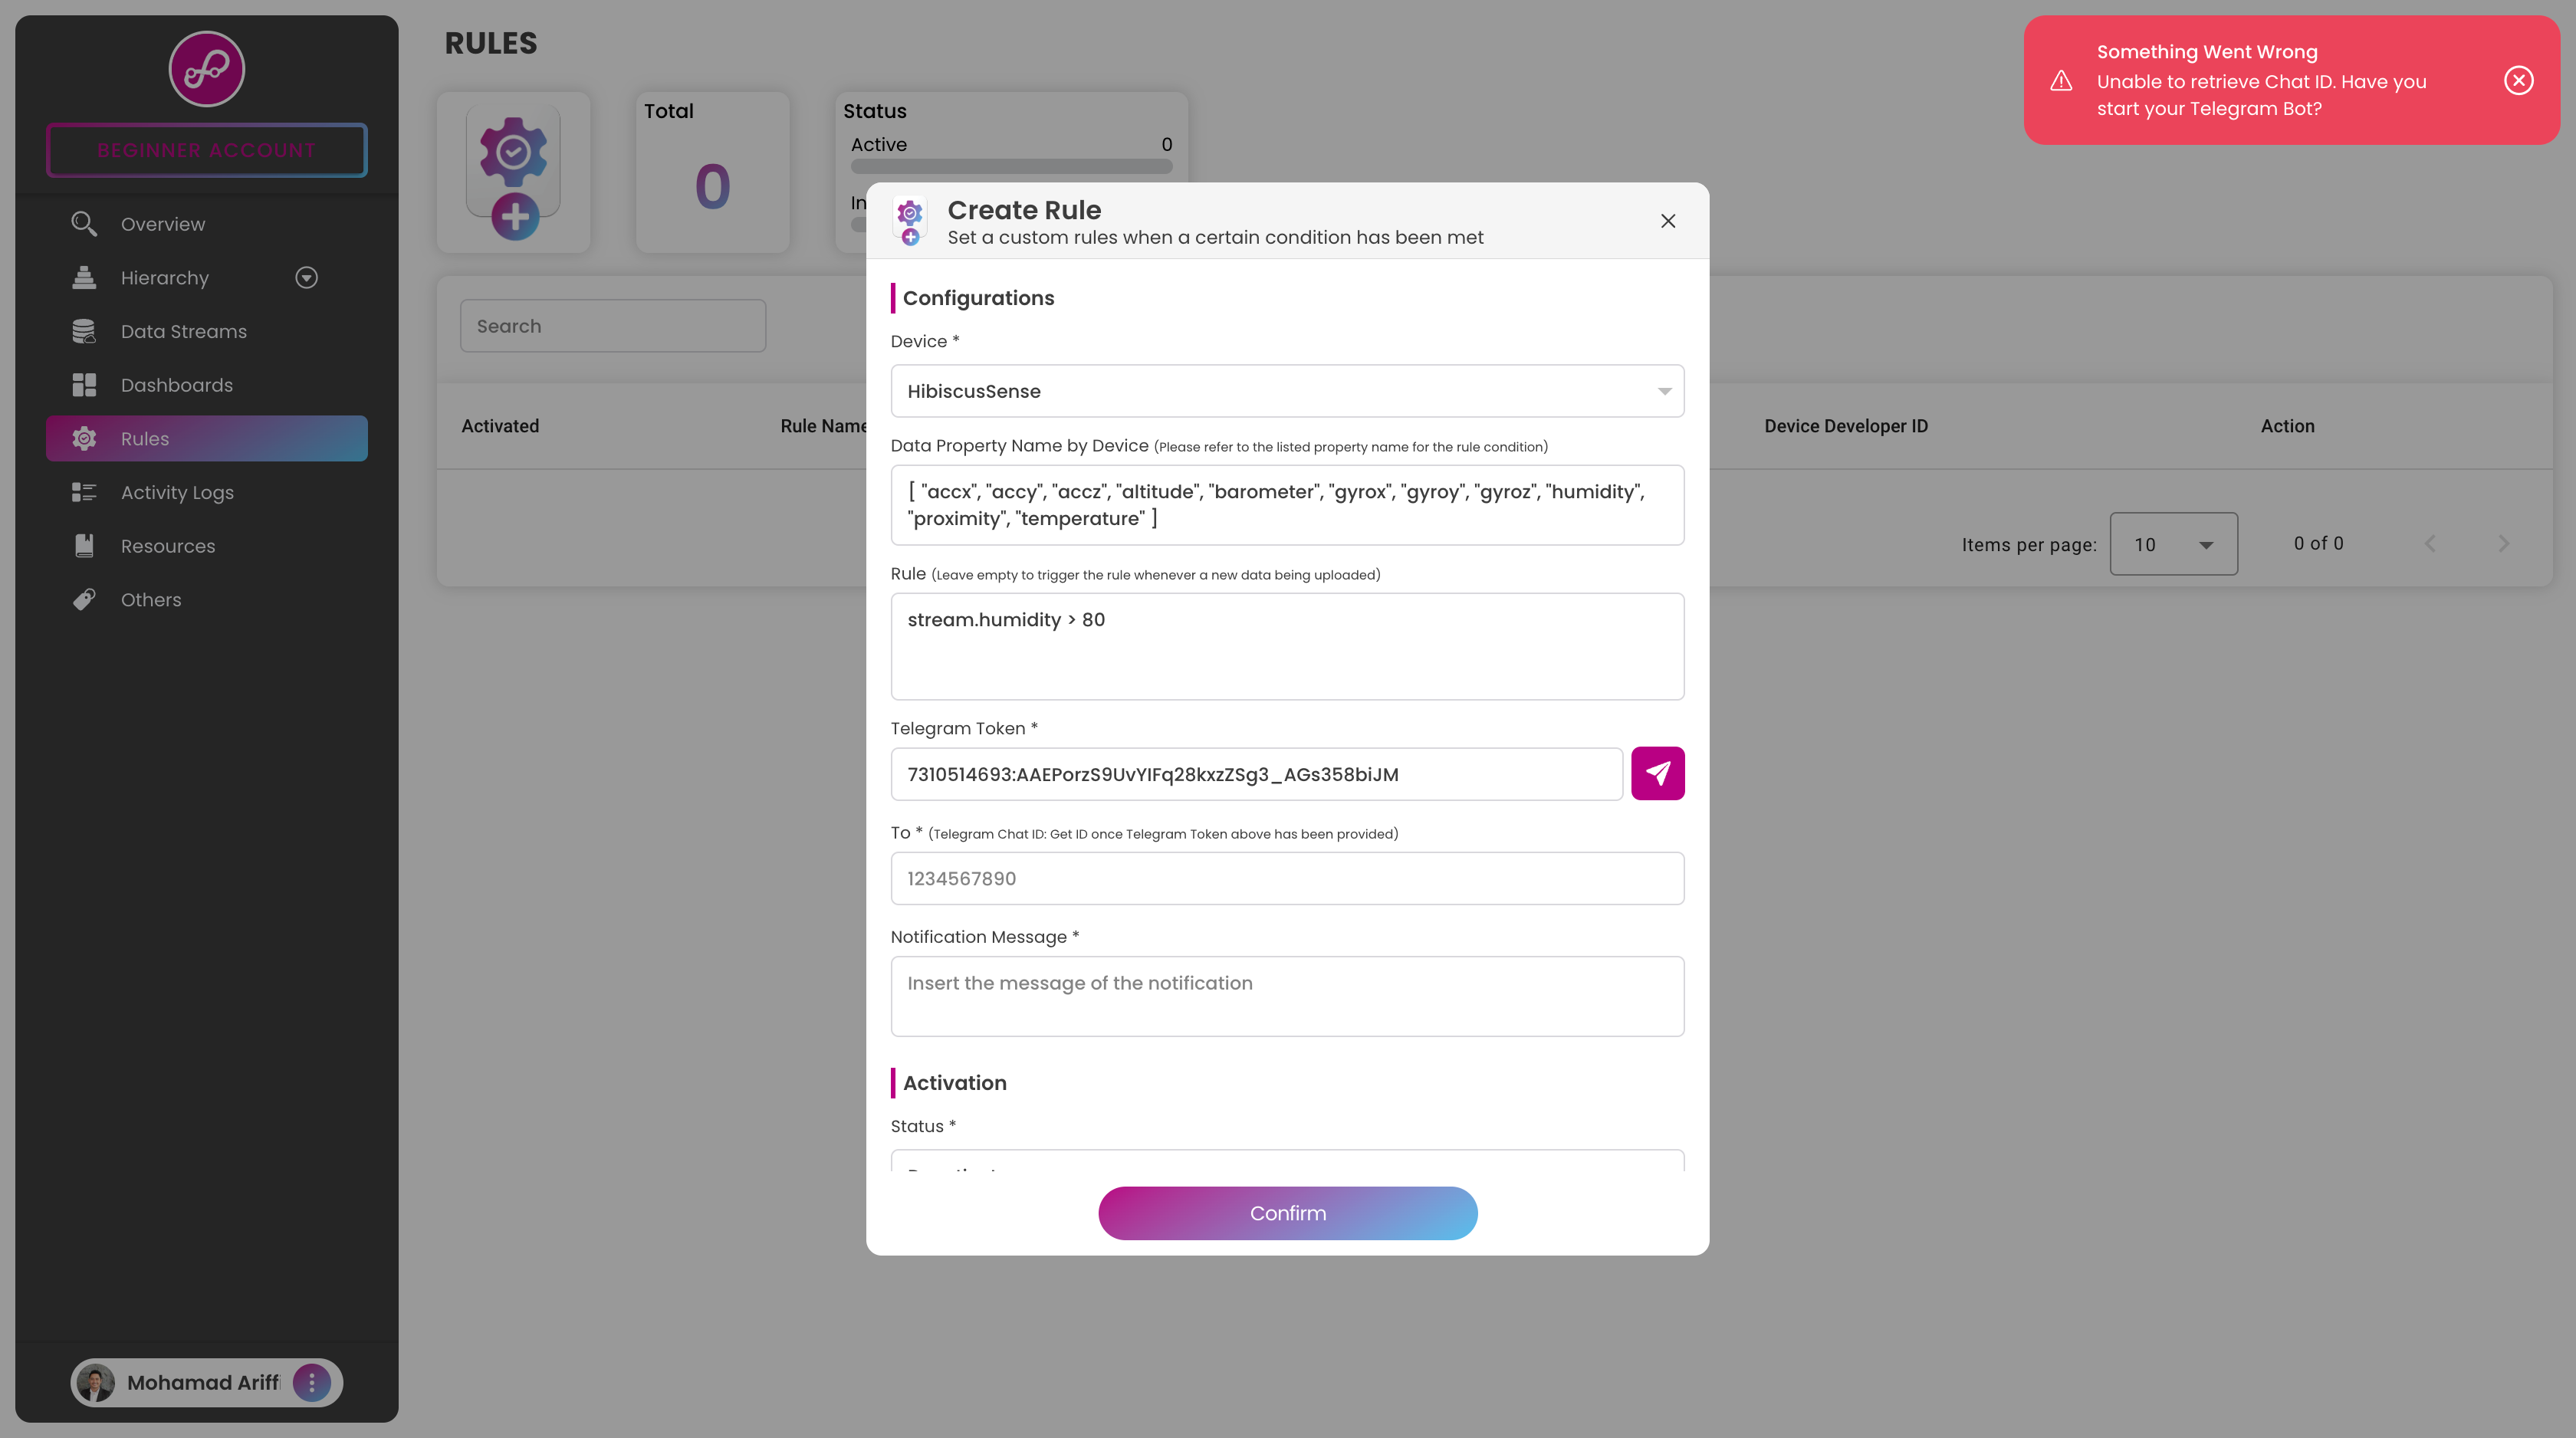 BEGINNER ACCOUNT
Overview
Hierarchy
Data Streams
Dashboards
Rules
Activity Logs
Resources
Others
Mohamad Ariffi
RULES
Total
0
Status
Active 0
In
Search
Activated Rule Name Device Developer ID Action
Items per page: 10 0 of 0
Something Went Wrong
Unable to retrieve Chat ID. Have you
start your Telegram Bot?
Create Rule
Set a custom rules when a certain condition has been met
Configurations
Device *
HibiscusSense
Data Property Name by Device (Please refer to the listed property name for the rule condition)
[ "accx", "accy", "accz", "altitude", "barometer", "gyrox", "gyroy", "gyroz", "humidity",
"proximity", "temperature" ]
Rule (Leave empty to trigger the rule whenever a new data being uploaded)
stream.humidity > 80
Telegram Token *
7310514693:AAEPorzS9UvYIFq28kxzZSg3_AGs358biJM
To * (Telegram Chat ID: Get ID once Telegram Token above has been provided)
1234567890
Notification Message *
Insert the message of the notification
Activation
Status *
Confirm